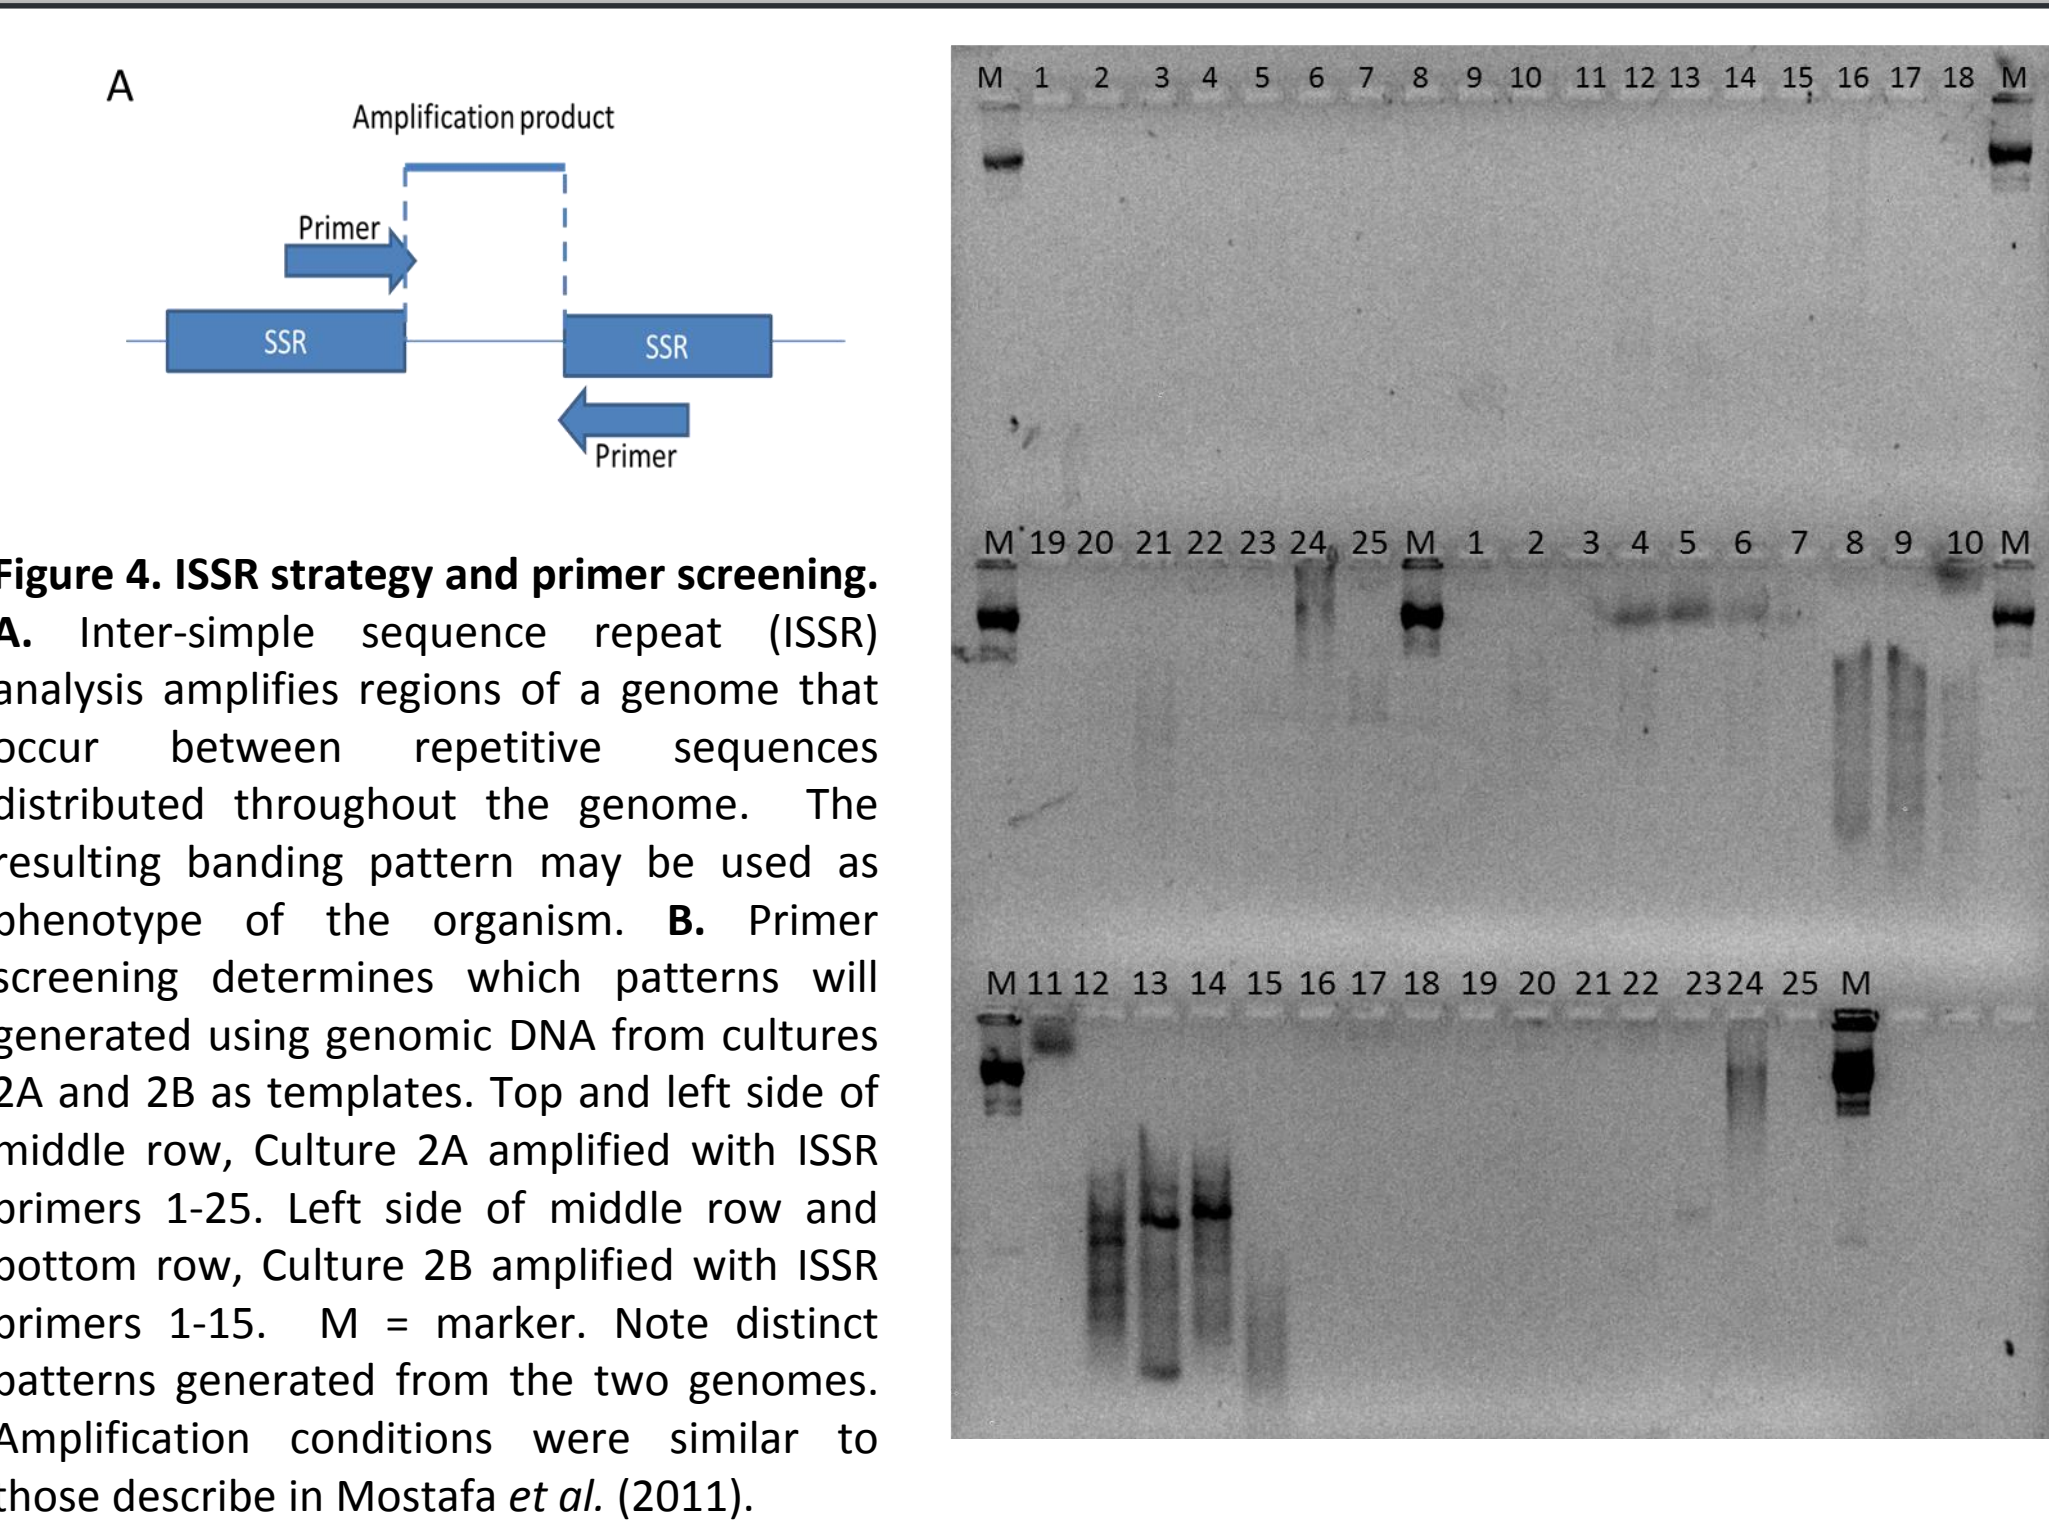 A
Amplification product
Primer
SSR
SSR
Primer
Figure 4. ISSR strategy and primer screening.
A. Inter-simple sequence repeat (ISSR)
analysis amplifies regions of a genome that
occur between repetitive sequences
distributed throughout the genome. The
resulting banding pattern may be used as
phenotype of the organism. B. Primer
screening determines which patterns will
generated using genomic DNA from cultures
2A and 2B as templates. Top and left side of
middle row, Culture 2A amplified with ISSR
primers 1-25. Left side of middle row and
bottom row, Culture 2B amplified with ISSR
primers 1-15. M = marker. Note distinct
patterns generated from the two genomes.
Amplification conditions were similar to
those describe in Mostafa et al. (2011).
M 1 2 3 4 5 6 7 8 9 10 11 12 13 14 15 16 17 18 M
M 19 20 21 22 23 24 25 M 1 2 3 4 5 6 7 8 9 10 M
M 11 12 13 14 15 16 17 18 19 20 21 22 23 24 25 M